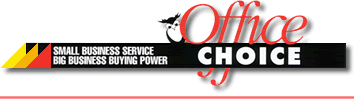 Office
SMALL BUSINESS SERVICE
BIG BUSINESS BUYING POWER
CHOICE